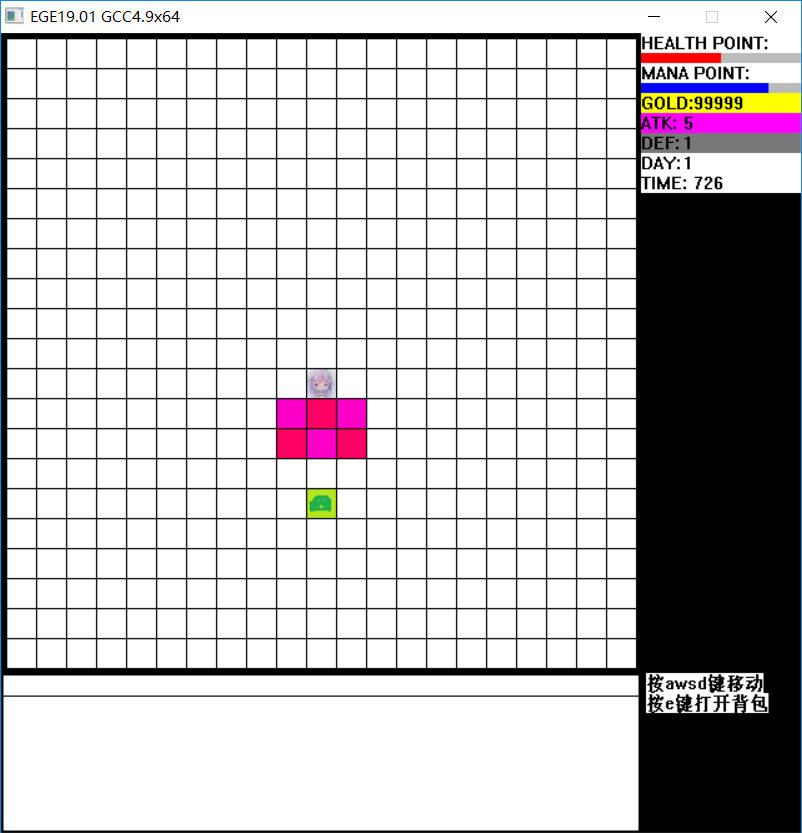 EGE19.01 GCC4.9x64
HEALTH POINT:
MANA POINT:
GOLD:99999
ATK: 5
DEF: 1
DAY:1
TIME: 726
按awsd键移动
按e键打开背包